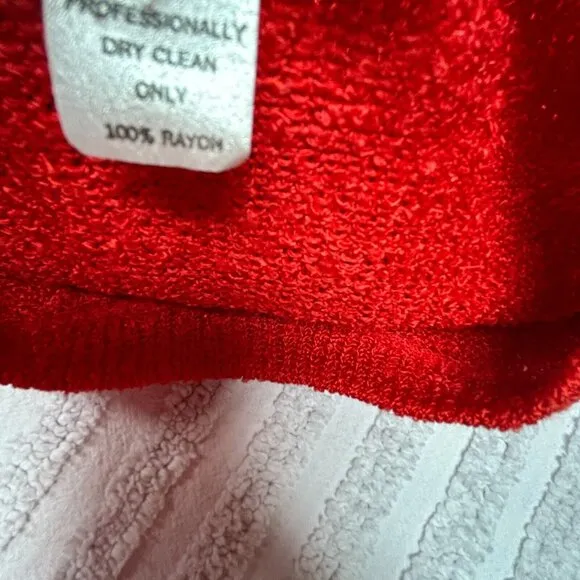 PROFESSIONALLY
DRY CLEAN
ONLY
100% RAYON